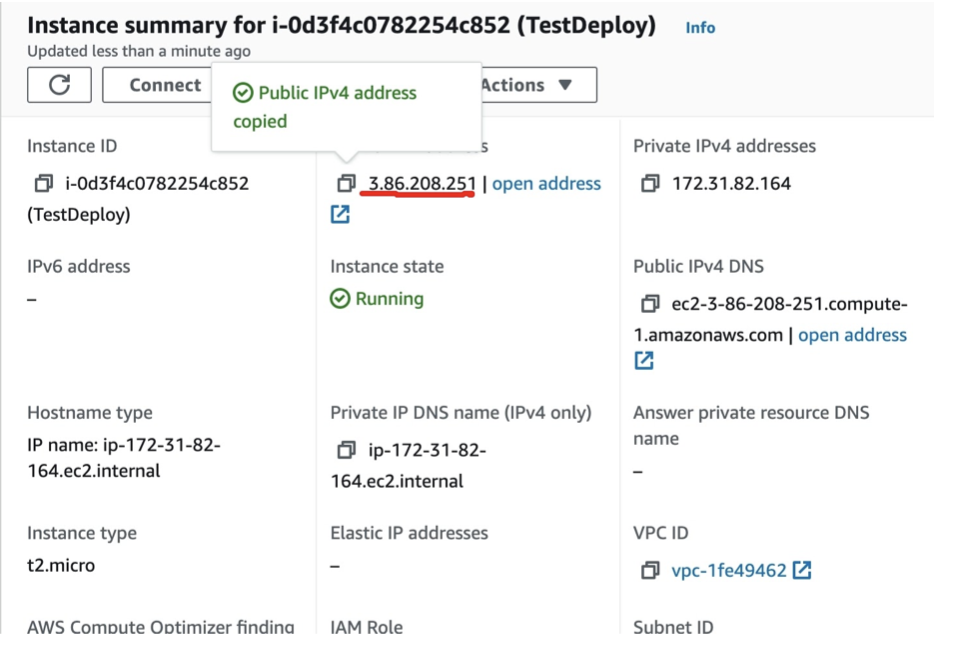 Instance summary for i-0d3f4c0782254c852 (TestDeploy) Info
Updated less than a minute ago
Connect
Public IPv4 address
copied
Actions
Instance ID
i-0d3f4c0782254c852
(TestDeploy)
3.86.208.251 | open address
Private IPv4 addresses
172.31.82.164
IPv6 address
–
Instance state
Running
Public IPv4 DNS
ec2-3-86-208-251.compute-
1.amazonaws.com | open address
Hostname type
IP name: ip-172-31-82-
164.ec2.internal
Private IP DNS name (IPv4 only)
ip-172-31-82-
164.ec2.internal
Answer private resource DNS
name
–
Instance type
t2.micro
Elastic IP addresses
–
VPC ID
vpc-1fe49462
AWS Compute Optimizer finding
IAM Role
Subnet ID